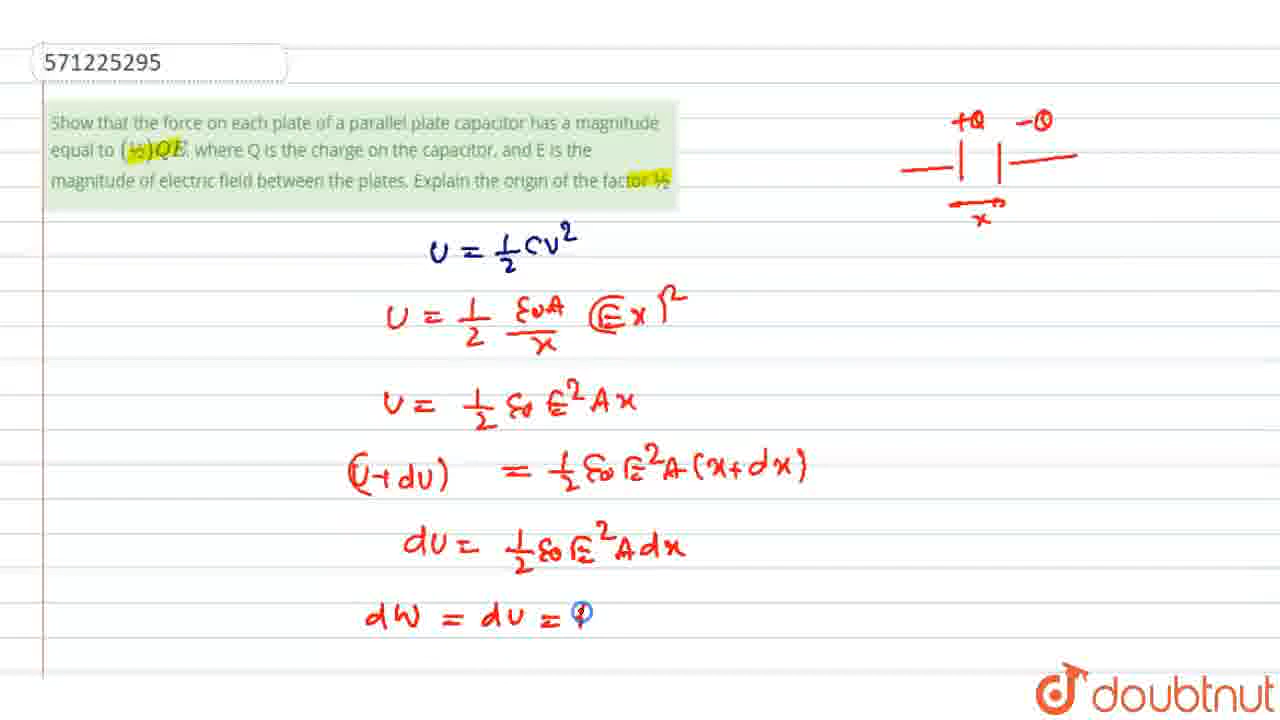 571225295
Show that the force on each plate of a parallel plate capacitor has a magnitude
equal to (½)QE, where Q is the charge on the capacitor, and E is the
magnitude of electric field between the plates. Explain the origin of the factor ½
+Q -Q
x
U = 1/2 CV²
U = 1/2 ε₀A/x (Ex)²
U = 1/2 ε₀ E² A x
(U+dU) = 1/2 ε₀ E² A (x+dx)
dU = 1/2 ε₀ E² A dx
dW = dU =
doubtnut